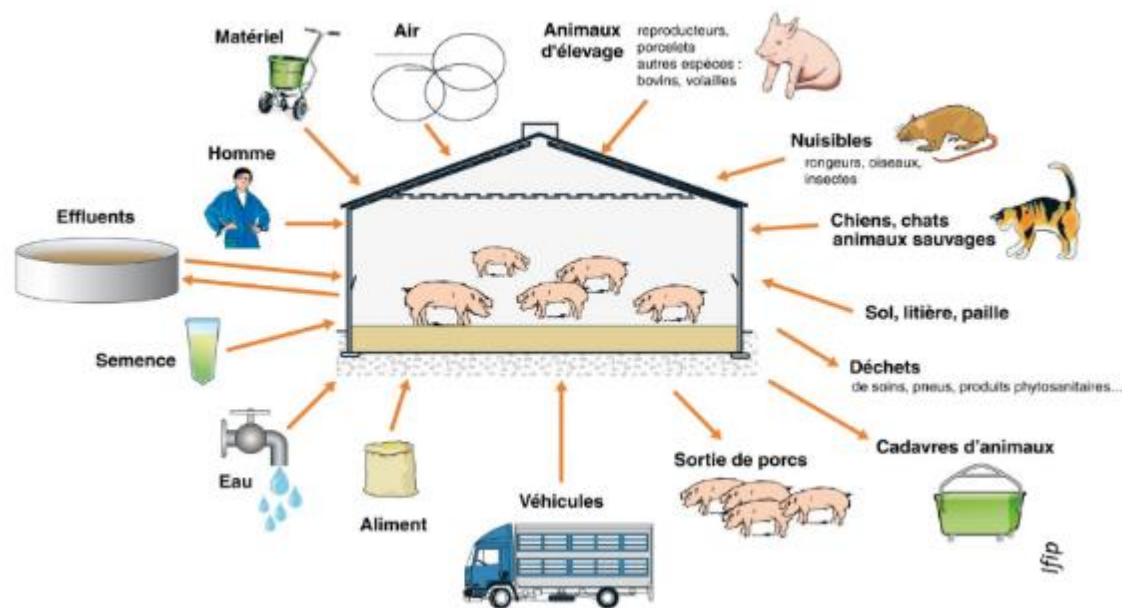 Matériel
Air
Animaux
d'élevage
reproducteurs,
porcelets
autres espèces :
bovins, volailles
Homme
Nuisibles
rongeurs, oiseaux,
insectes
Effluents
Chiens, chats
animaux sauvages
Sol, litière, paille
Semence
Déchets
de soins, pneus, produits phytosanitaires...
Eau
Aliment
Véhicules
Sortie de porcs
Cadavres d'animaux
Ifip